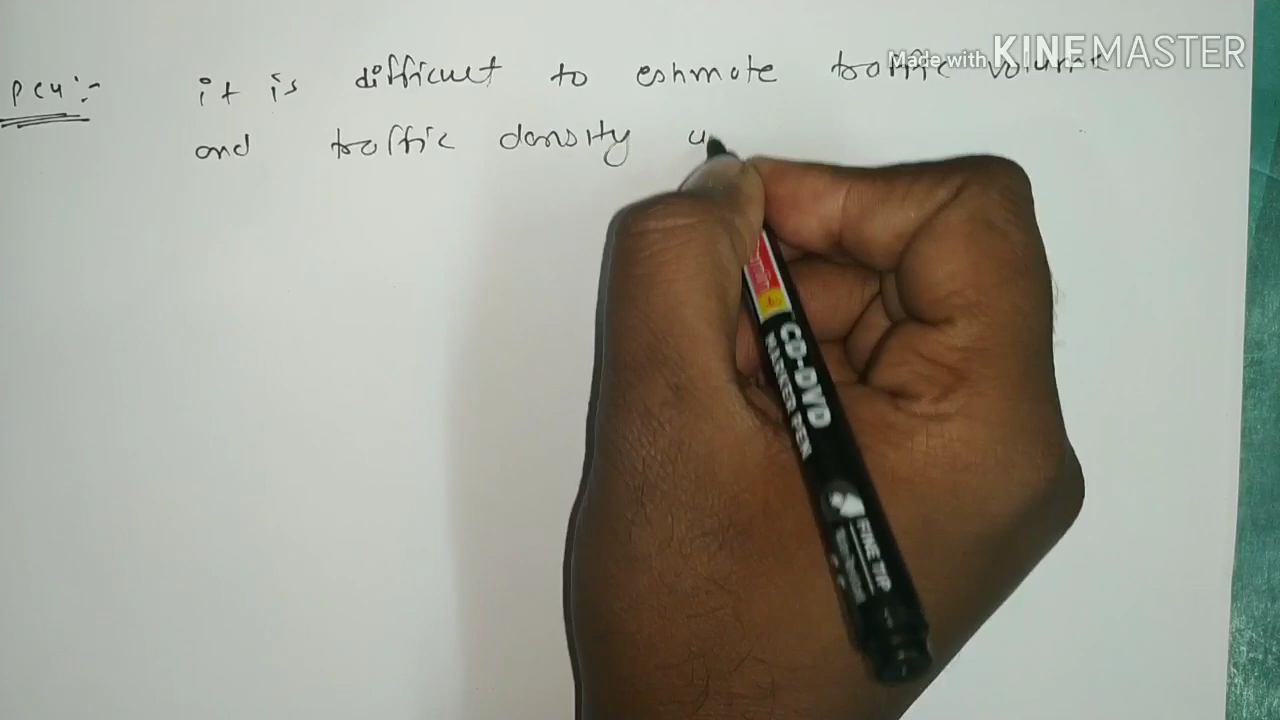 Made with KINEMASTER
PCU :- it is difficult to estimate traffic volume
and traffic density u
CD-DVD
MARKER PEN
FINE TIP